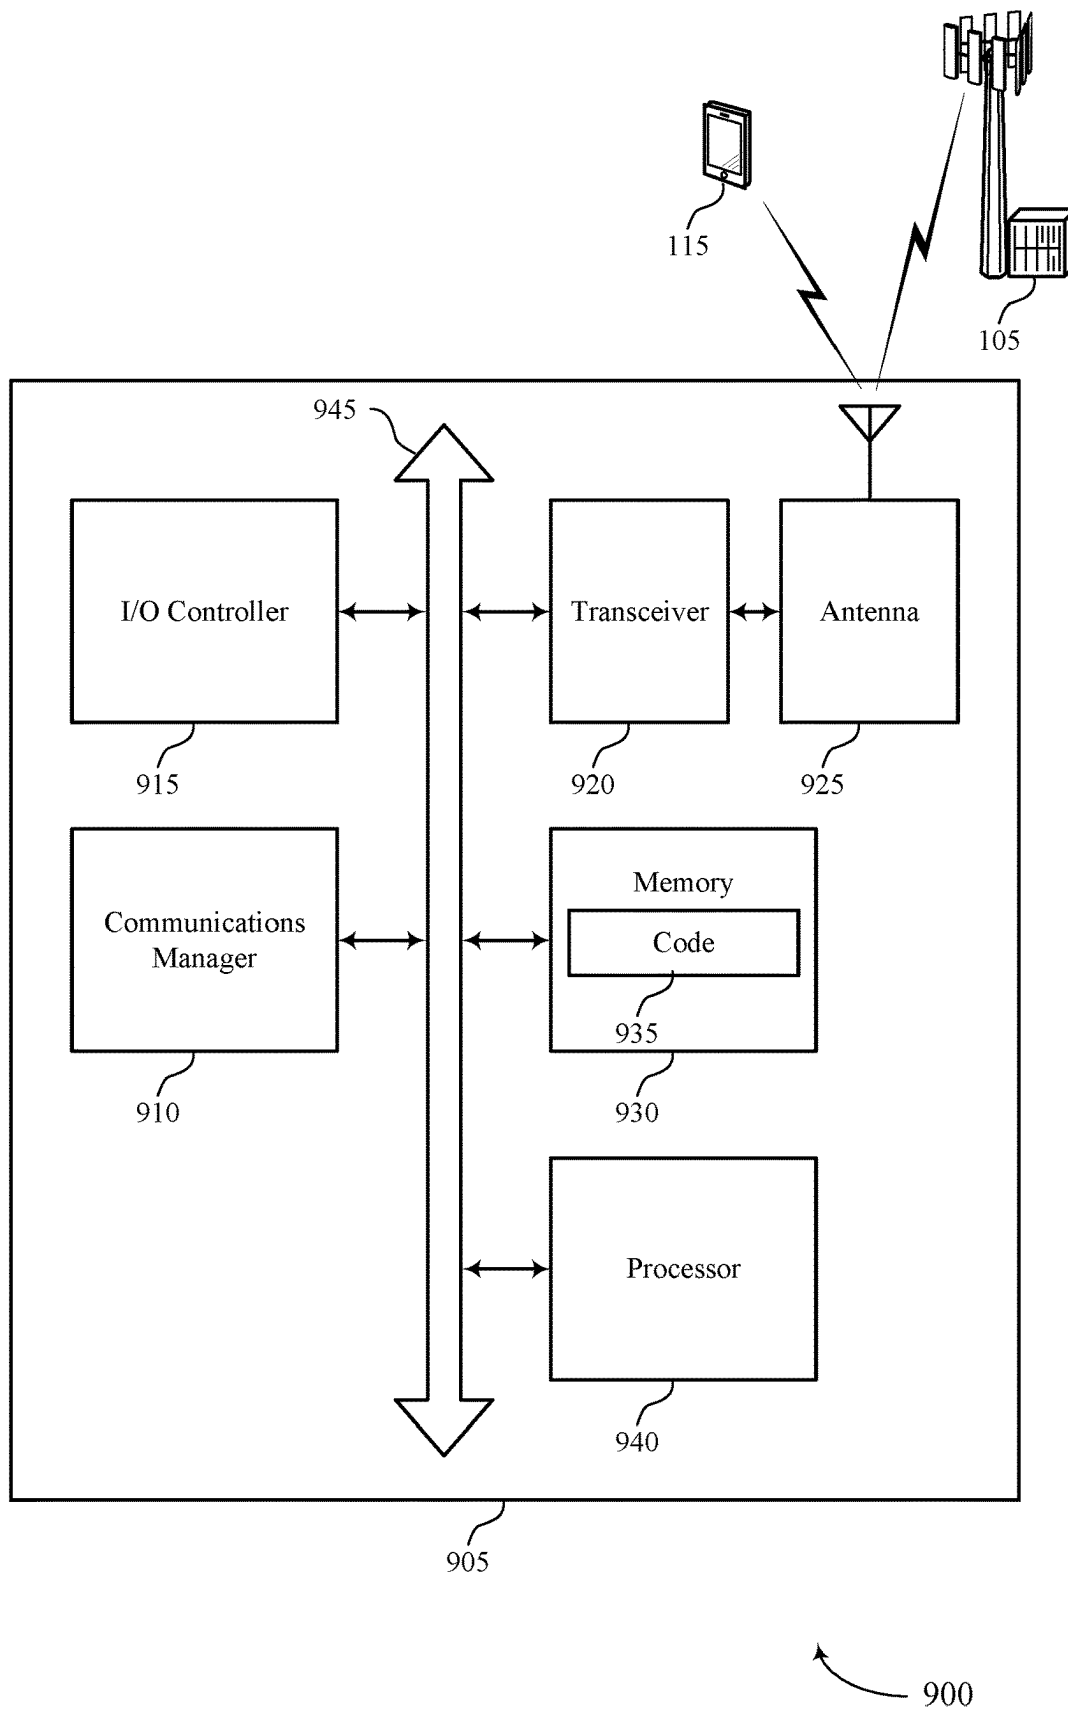 115
105
945
I/O Controller
Transceiver
Antenna
915
920
925
Communications
Manager
Memory
Code
935
910
930
Processor
940
905
900